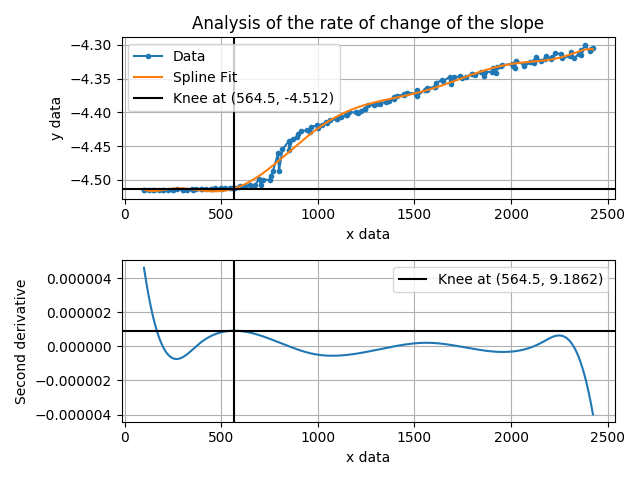 Analysis of the rate of change of the slope
−4.30
−4.35
−4.40
−4.45
−4.50
y data
Data
Spline Fit
Knee at (564.5, -4.512)
0 500 1000 1500 2000 2500
x data
0.000004
0.000002
0.000000
−0.000002
−0.000004
Second derivative
Knee at (564.5, 9.1862)
0 500 1000 1500 2000 2500
x data